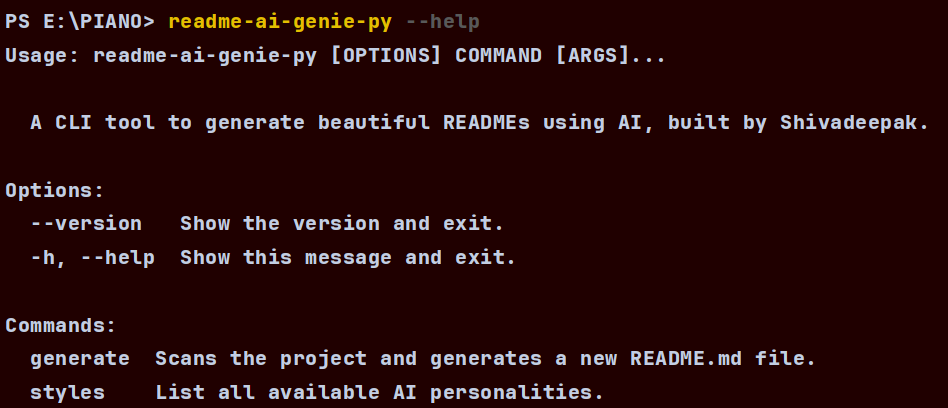 PS E:\PIANO> readme-ai-genie-py --help
Usage: readme-ai-genie-py [OPTIONS] COMMAND [ARGS]...
A CLI tool to generate beautiful READMEs using AI, built by Shivadeepak.
Options:
--version   Show the version and exit.
-h, --help  Show this message and exit.
Commands:
generate  Scans the project and generates a new README.md file.
styles    List all available AI personalities.